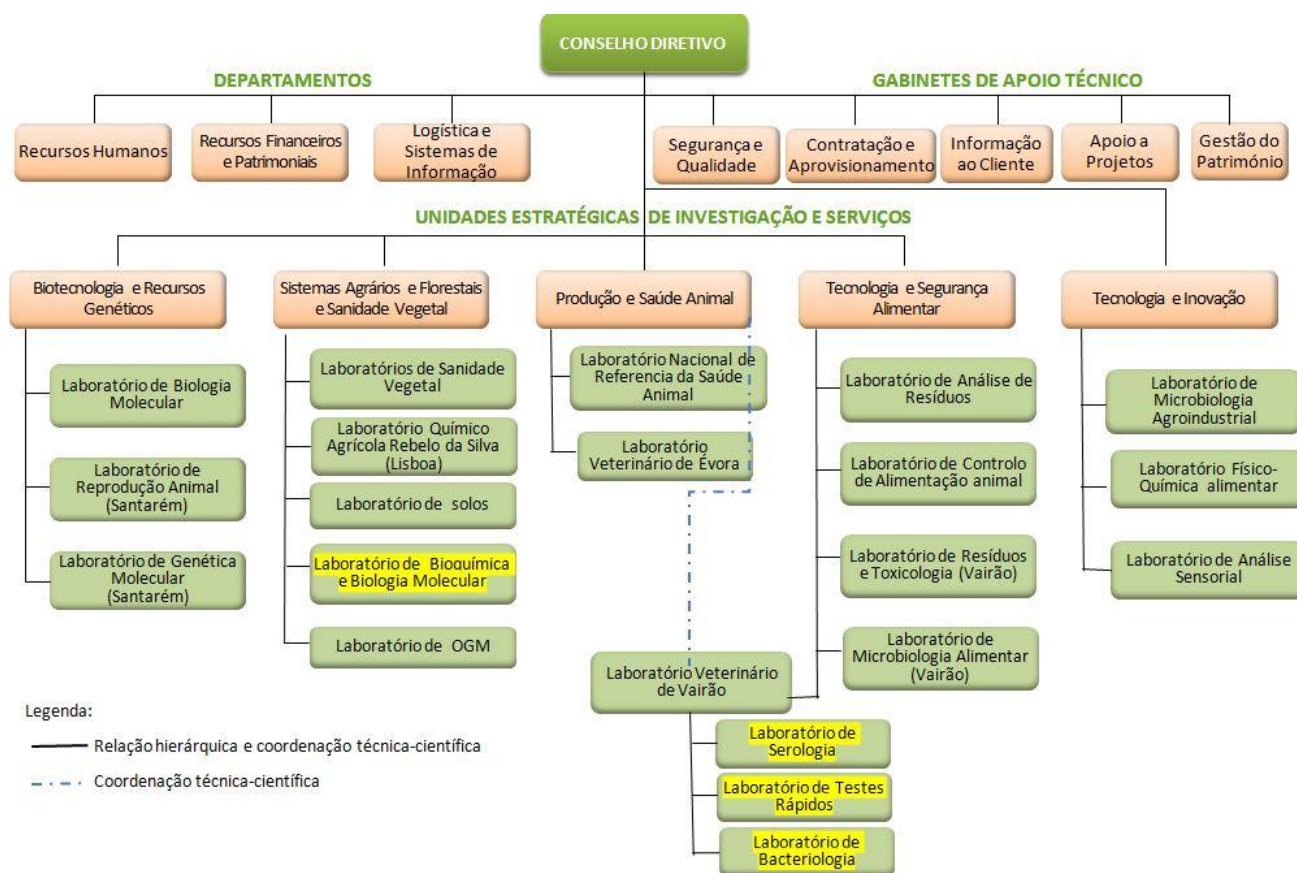 CONSELHO DIRETIVO
DEPARTAMENTOS
GABINETES DE APOIO TÉCNICO
Recursos Humanos
Recursos Financeiros
e Patrimoniais
Logística e
Sistemas de
Informação
Segurança e
Qualidade
Contratação e
Aprovisionamento
Informação
ao Cliente
Apoio a
Projetos
Gestão do
Património
UNIDADES ESTRATÉGICAS DE INVESTIGAÇÃO E SERVIÇOS
Biotecnologia e Recursos
Genéticos
Sistemas Agrários e Florestais
e Sanidade Vegetal
Produção e Saúde Animal
Tecnologia e Segurança
Alimentar
Tecnologia e Inovação
Laboratório de Biologia
Molecular
Laboratório de
Reprodução Animal
(Santarém)
Laboratório de Genética
Molecular
(Santarém)
Laboratórios de Sanidade
Vegetal
Laboratório Químico
Agrícola Rebelo da Silva
(Lisboa)
Laboratório de solos
Laboratório de Bioquímica
e Biologia Molecular
Laboratório de OGM
Laboratório Nacional de
Referencia da Saúde
Animal
Laboratório
Veterinário de Évora
Laboratório de Análise de
Resíduos
Laboratório de Controlo
de Alimentação animal
Laboratório de Resíduos
e Toxicologia (Vairão)
Laboratório de
Microbiologia Alimentar
(Vairão)
Laboratório Veterinário
de Vairão
Laboratório de
Serologia
Laboratório de Testes
Rápidos
Laboratório de
Bacteriologia
Laboratório de
Microbiologia
Agroindustrial
Laboratório Físico-
Química alimentar
Laboratório de Análise
Sensorial
Legenda:
Relação hierárquica e coordenação técnica-científica
Coordenação técnica-científica